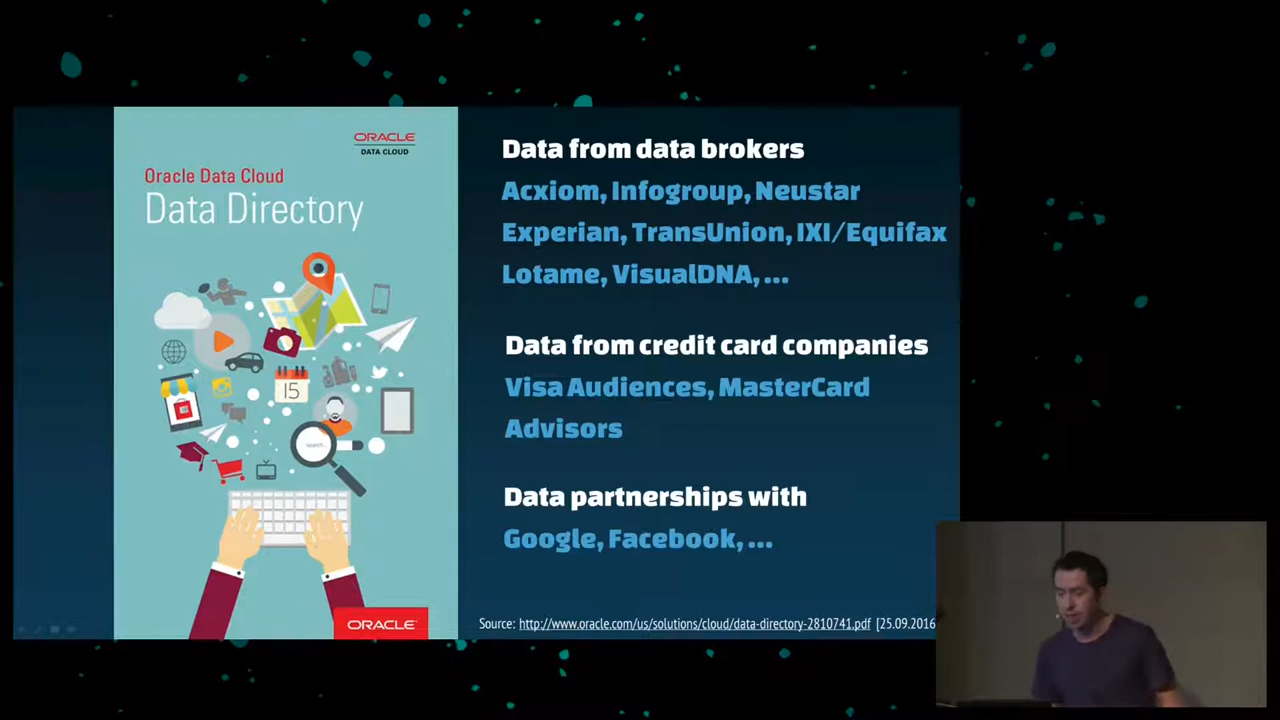 ORACLE
DATA CLOUD
Oracle Data Cloud
Data Directory
15
search
ORACLE
Data from data brokers
Acxiom, Infogroup, Neustar
Experian, TransUnion, IXI/Equifax
Lotame, VisualDNA, ...
Data from credit card companies
Visa Audiences, MasterCard
Advisors
Data partnerships with
Google, Facebook, ...
Source: http://www.oracle.com/us/solutions/cloud/data-directory-2810741.pdf [25.09.2016